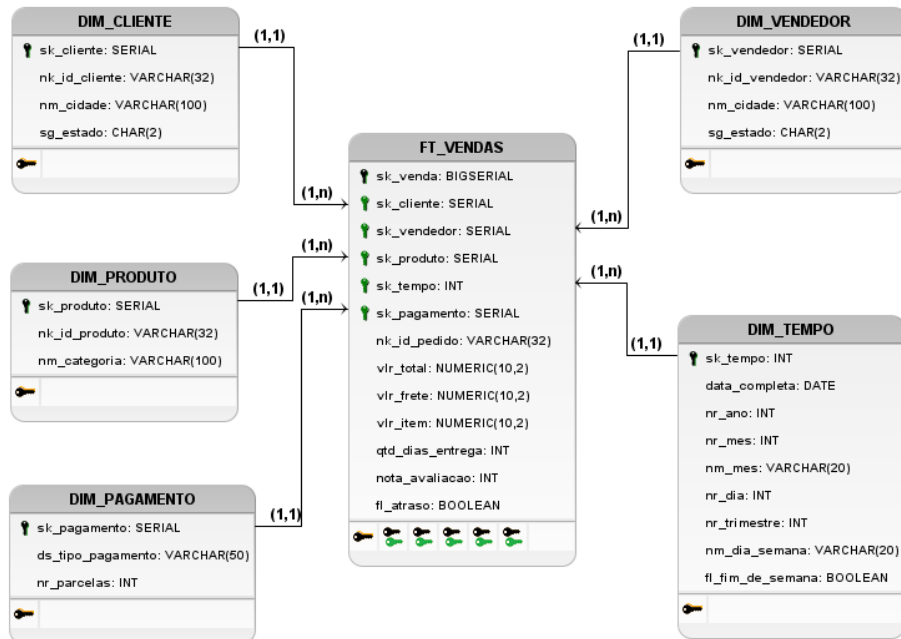 DIM_CLIENTE
sk_cliente: SERIAL
nk_id_cliente: VARCHAR(32)
nm_cidade: VARCHAR(100)
sg_estado: CHAR(2)
(1,1)
(1,n)
DIM_VENDEDOR
sk_vendedor: SERIAL
nk_id_vendedor: VARCHAR(32)
nm_cidade: VARCHAR(100)
sg_estado: CHAR(2)
(1,1)
(1,n)
FT_VENDAS
sk_venda: BIGSERIAL
sk_cliente: SERIAL
sk_vendedor: SERIAL
sk_produto: SERIAL
sk_tempo: INT
sk_pagamento: SERIAL
nk_id_pedido: VARCHAR(32)
vlr_total: NUMERIC(10,2)
vlr_frete: NUMERIC(10,2)
vlr_item: NUMERIC(10,2)
qtd_dias_entrega: INT
nota_avaliacao: INT
fl_atraso: BOOLEAN
DIM_PRODUTO
sk_produto: SERIAL
nk_id_produto: VARCHAR(32)
nm_categoria: VARCHAR(100)
(1,1)
(1,n)
DIM_PAGAMENTO
sk_pagamento: SERIAL
ds_tipo_pagamento: VARCHAR(50)
nr_parcelas: INT
(1,1)
(1,n)
DIM_TEMPO
sk_tempo: INT
data_completa: DATE
nr_ano: INT
nr_mes: INT
nm_mes: VARCHAR(20)
nr_dia: INT
nr_trimestre: INT
nm_dia_semana: VARCHAR(20)
fl_fim_de_semana: BOOLEAN
(1,1)
(1,n)